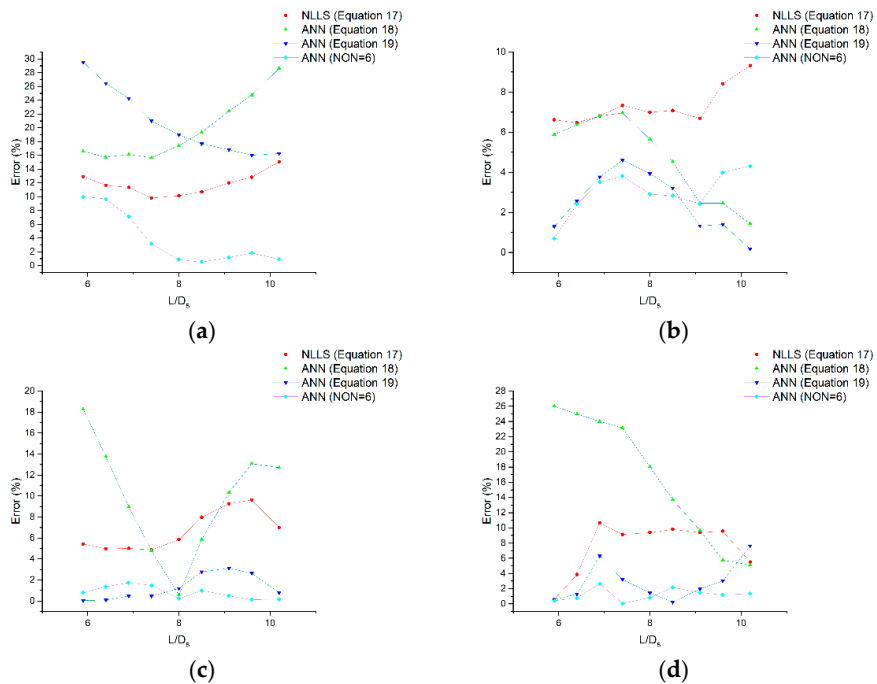 NLLS (Equation 17)
ANN (Equation 18)
ANN (Equation 19)
ANN (NON=6)
30
28
26
24
22
20
18
16
14
12
10
8
6
4
2
0
Error (%)
6
8
10
L/D5
(a)
NLLS (Equation 17)
ANN (Equation 18)
ANN (Equation 19)
ANN (NON=6)
10
8
6
4
2
0
Error (%)
6
8
10
L/D5
(b)
NLLS (Equation 17)
ANN (Equation 18)
ANN (Equation 19)
ANN (NON=6)
20
18
16
14
12
10
8
6
4
2
0
Error (%)
6
8
10
L/D5
(c)
NLLS (Equation 17)
ANN (Equation 18)
ANN (Equation 19)
ANN (NON=6)
28
26
24
22
20
18
16
14
12
10
8
6
4
2
0
Error (%)
6
8
10
L/D5
(d)